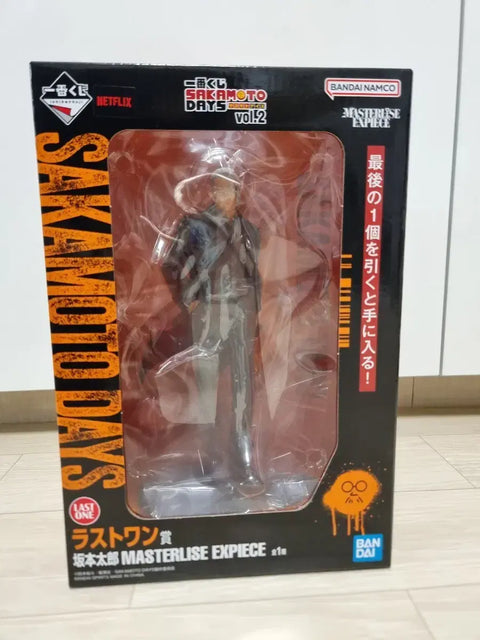 一番くじ
NETFLIX
一番くじ
SAKAMOTO
DAYS
vol.2
BANDAI NAMCO
MASTERLISE
EXPIECE
SAKAMOTO DAYS
最後の1個を引くと手に入る!
LAST
ONE
ラストワン賞
坂本太郎 MASTERLISE EXPIECE 全1種
BAN
DAI